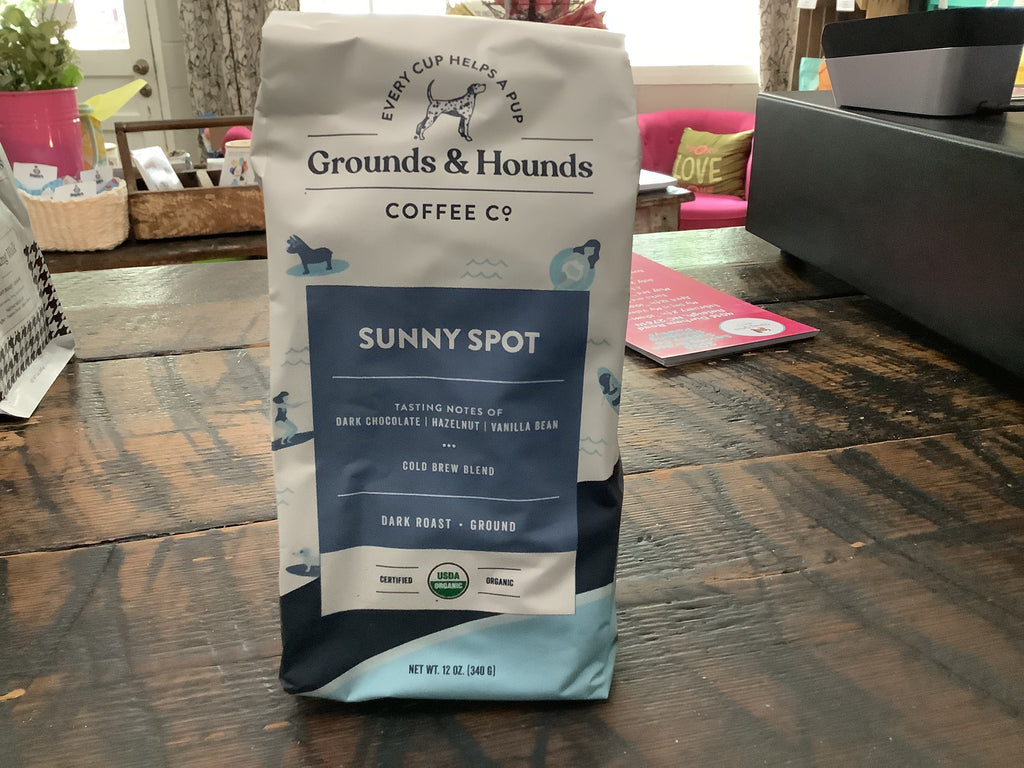 EVERY CUP HELPS A PUP
Grounds & Hounds
COFFEE Cº
SUNNY SPOT
TASTING NOTES OF
DARK CHOCOLATE | HAZELNUT | VANILLA BEAN
COLD BREW BLEND
DARK ROAST • GROUND
CERTIFIED
USDA
ORGANIC
ORGANIC
NET WT. 12 OZ. (340 G)
LOVE